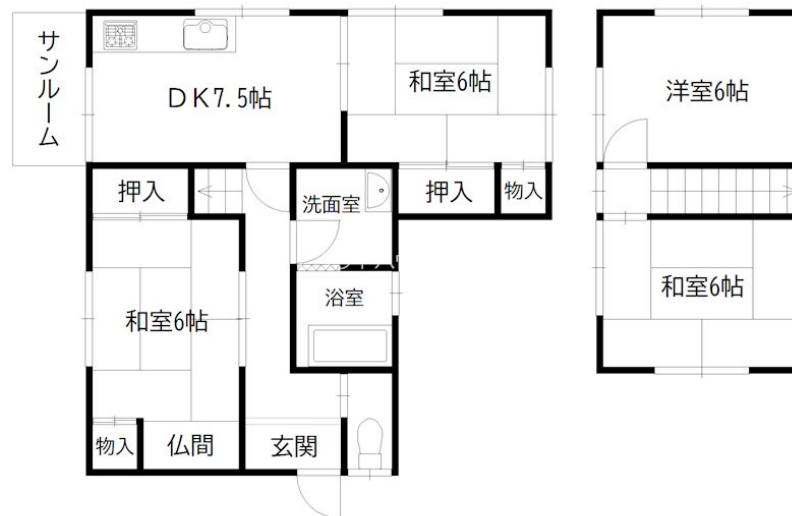 サンルーム
DK7.5帖
和室6帖
洋室6帖
押入
洗面室
押入
物入
和室6帖
浴室
和室6帖
物入
仏間
玄関